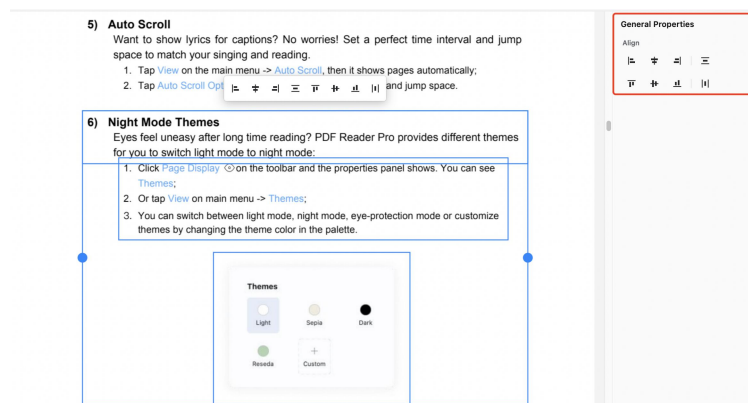 5) Auto Scroll
Want to show lyrics for captions? No worries! Set a perfect time interval and jump
space to match your singing and reading.
1. Tap View on the main menu -> Auto Scroll, then it shows pages automatically;
2. Tap Auto Scroll Opt and jump space.
6) Night Mode Themes
Eyes feel uneasy after long time reading? PDF Reader Pro provides different themes
for you to switch light mode to night mode:
1. Click Page Display on the toolbar and the properties panel shows. You can see
Themes;
2. Or tap View on main menu -> Themes;
3. You can switch between light mode, night mode, eye-protection mode or customize
themes by changing the theme color in the palette.
Themes
Light Sepia Dark
Reseda Custom
General Properties
Align